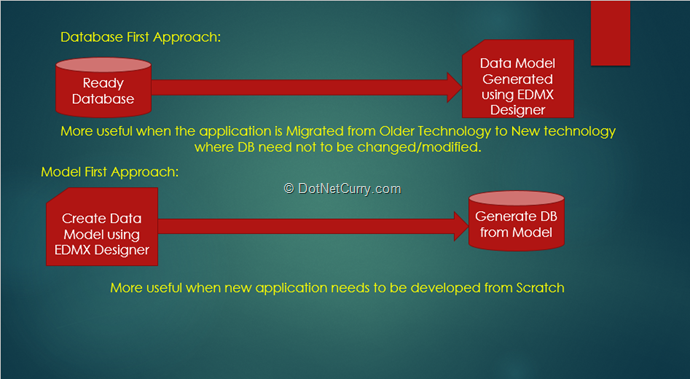 Database First Approach:
Ready
Database
Data Model
Generated
using EDMX
Designer
More useful when the application is Migrated from Older Technology to New technology
where DB need not to be changed/modified.
Model First Approach:
© DotNetCurry.com
Create Data
Model using
EDMX Designer
Generate DB
from Model
More useful when new application needs to be developed from Scratch